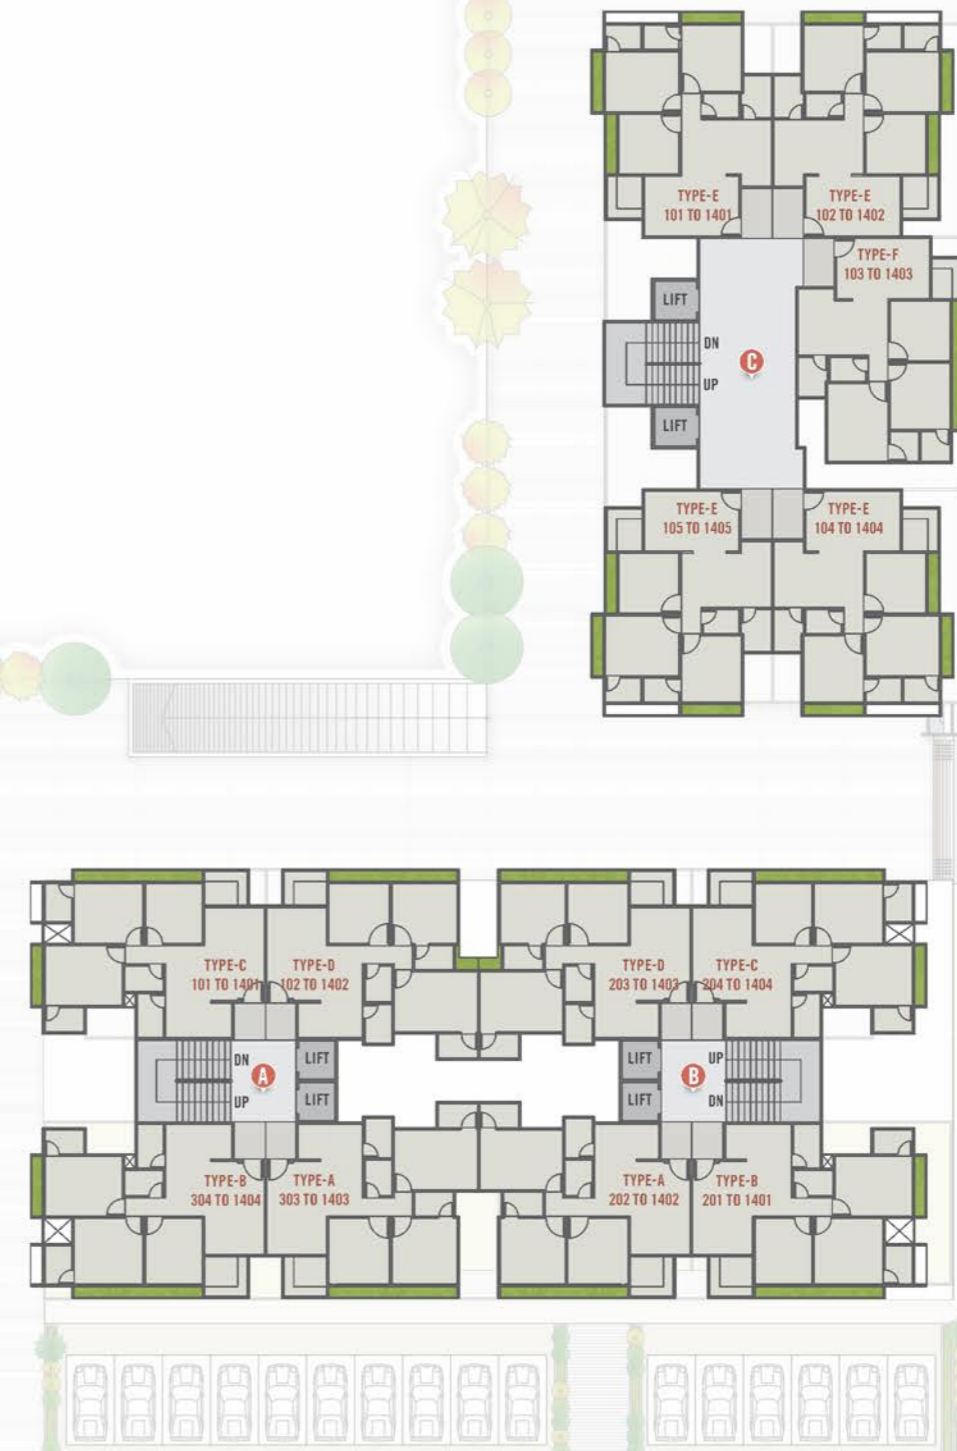 TYPE-E
101 TO 1401
TYPE-E
102 TO 1402
TYPE-F
103 TO 1403
LIFT
DN
C
UP
LIFT
TYPE-E
105 TO 1405
TYPE-E
104 TO 1404
TYPE-C
101 TO 1401
TYPE-D
102 TO 1402
TYPE-D
203 TO 1403
TYPE-C
204 TO 1404
DN
LIFT
A
UP
LIFT
LIFT
UP
B
LIFT
DN
TYPE-B
304 TO 1404
TYPE-A
303 TO 1403
TYPE-A
202 TO 1402
TYPE-B
201 TO 1401